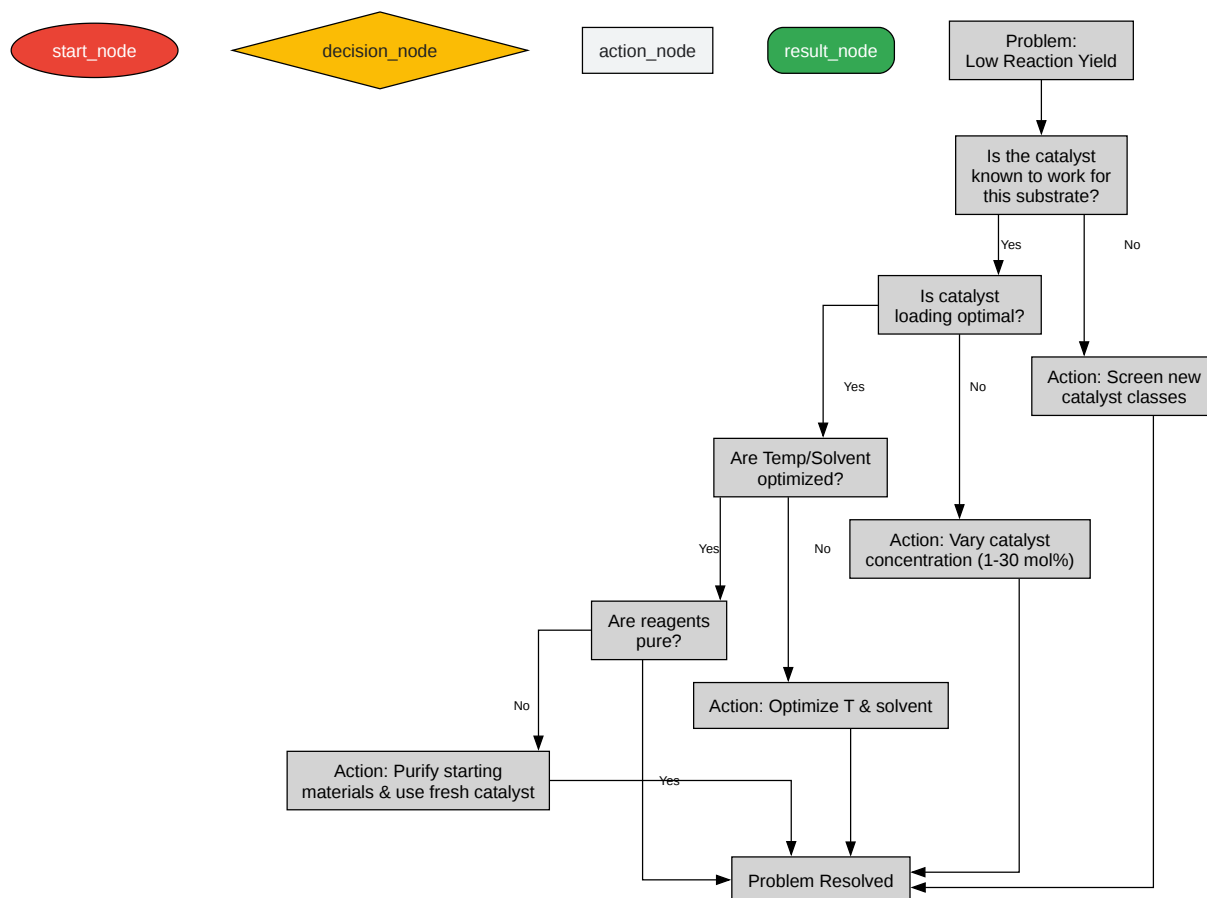 start_node
decision_node
action_node
result_node
Problem:
Low Reaction Yield
Is the catalyst
known to work for
this substrate?
Yes
No
Is catalyst
loading optimal?
Action: Screen new
catalyst classes
Yes
No
Are Temp/Solvent
optimized?
Action: Vary catalyst
concentration (1-30 mol%)
Yes
No
Are reagents
pure?
Action: Optimize T & solvent
No
Action: Purify starting
materials & use fresh catalyst
Yes
Problem Resolved